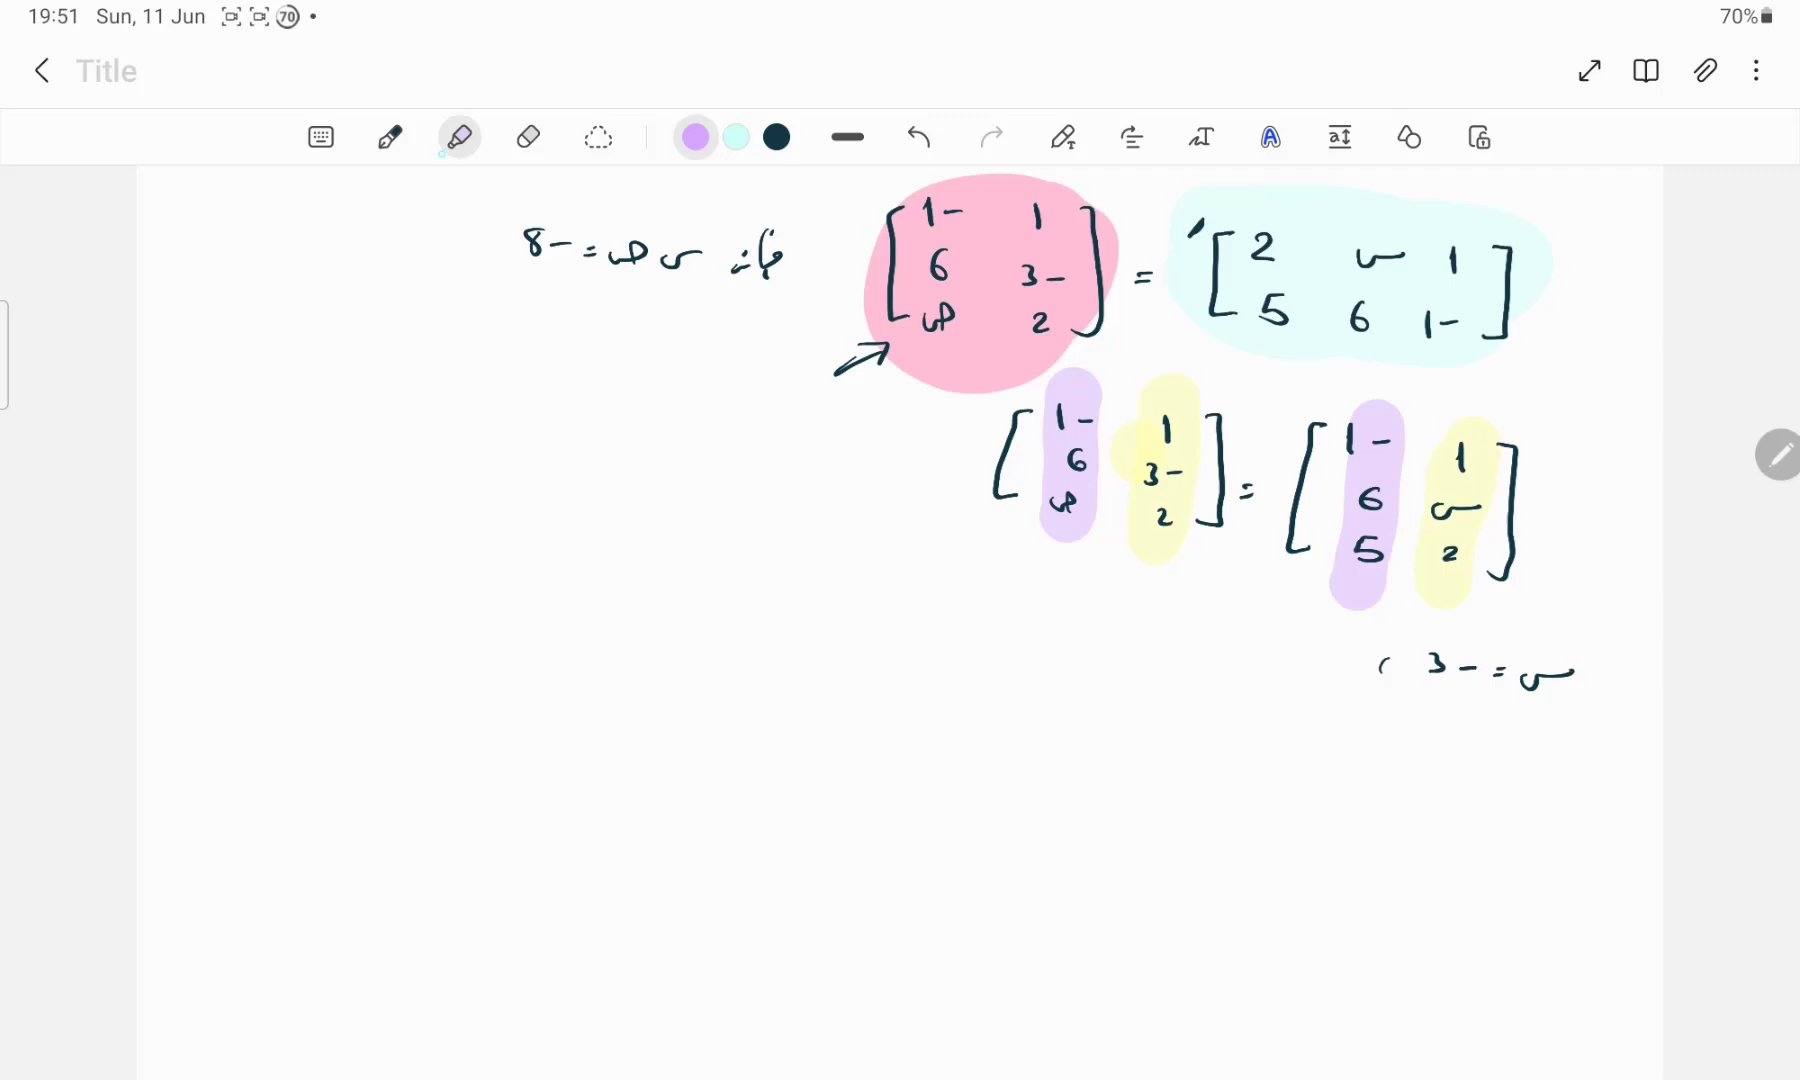 19:51 Sun, 11 Jun 70 70%
Title
[ 1 س 2 ]′ = [ 1 1- ] فإن س ص = -8
[ 1- 6 5 ] [ 3- 6 ]
[ 2 ص ]
[ 1 1- ] = [ 1 1- ]
[ س 6 ] [ 3- 6 ]
[ 2 5 ] [ 2 ص ]
س = -3 (